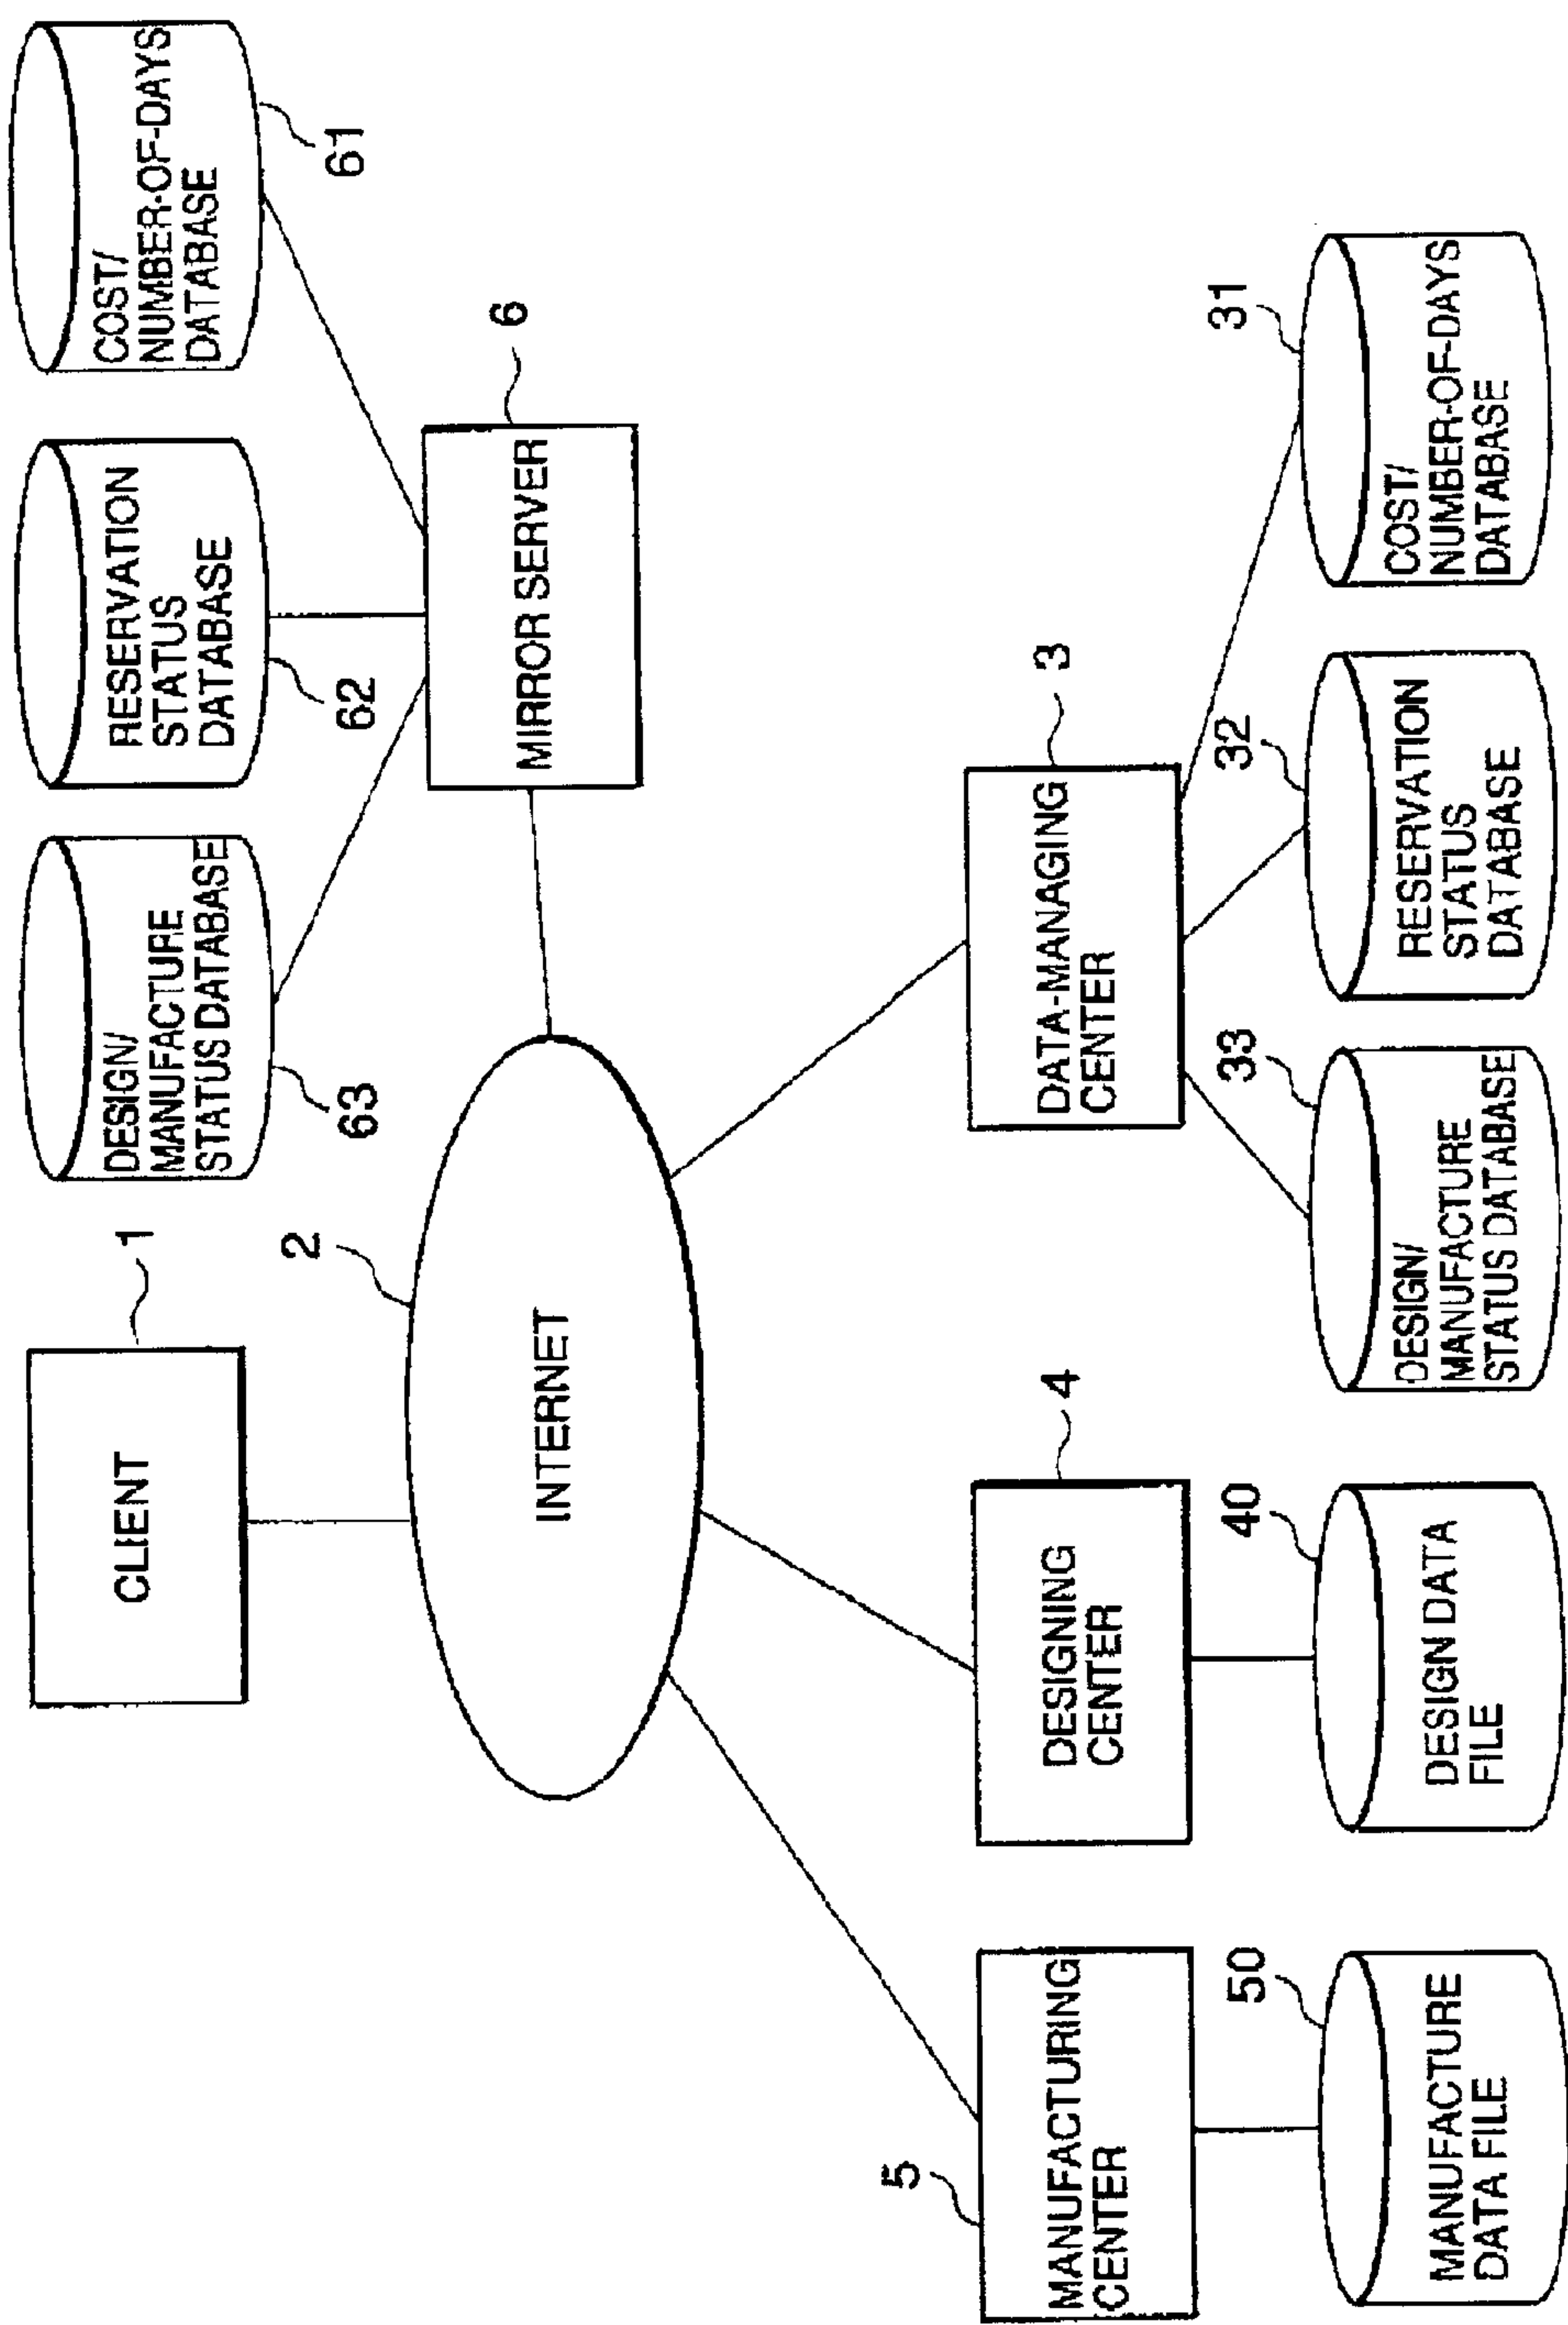 CLIENT
1
DESIGN/
MANUFACTURE
STATUS DATABASE
63
RESERVATION
STATUS
DATABASE
62
COST/
NUMBER-OF-DAYS
DATABASE
61
2
INTERNET
MIRROR SERVER
6
5
MANUFACTURING
CENTER
DESIGNING
CENTER
4
DATA-MANAGING
CENTER
3
50
MANUFACTURE
DATA FILE
40
DESIGN DATA
FILE
33
DESIGN/
MANUFACTURE
STATUS DATABASE
32
RESERVATION
STATUS
DATABASE
31
COST/
NUMBER-OF-DAYS
DATABASE